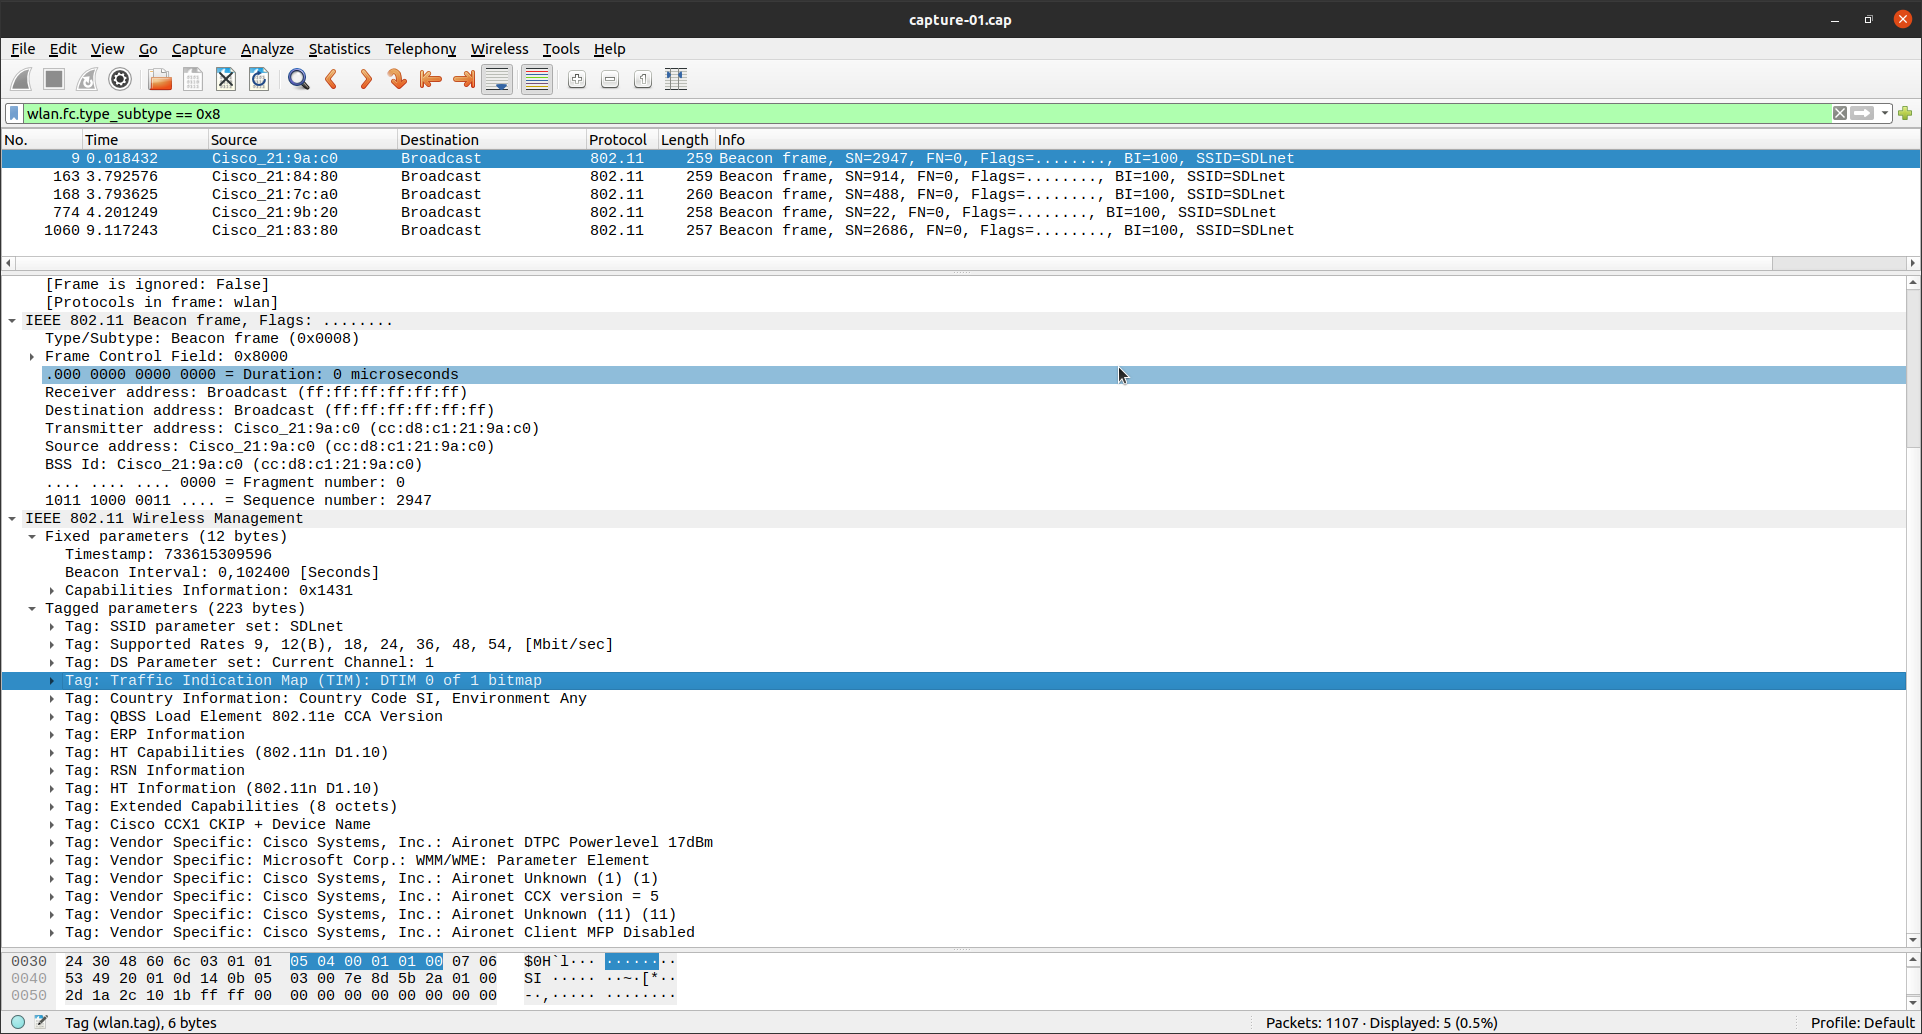 capture-01.cap
File Edit View Go Capture Analyze Statistics Telephony Wireless Tools Help
wlan.fc.type_subtype == 0x8
No. Time Source Destination Protocol Length Info
9 0.018432 Cisco_21:9a:c0 Broadcast 802.11 259 Beacon frame, SN=2947, FN=0, Flags=........, BI=100, SSID=SDLnet
163 3.792576 Cisco_21:84:80 Broadcast 802.11 259 Beacon frame, SN=914, FN=0, Flags=........, BI=100, SSID=SDLnet
168 3.793625 Cisco_21:7c:a0 Broadcast 802.11 260 Beacon frame, SN=488, FN=0, Flags=........, BI=100, SSID=SDLnet
774 4.201249 Cisco_21:9b:20 Broadcast 802.11 258 Beacon frame, SN=22, FN=0, Flags=........, BI=100, SSID=SDLnet
1060 9.117243 Cisco_21:83:80 Broadcast 802.11 257 Beacon frame, SN=2686, FN=0, Flags=........, BI=100, SSID=SDLnet
[Frame is ignored: False]
[Protocols in frame: wlan]
IEEE 802.11 Beacon frame, Flags: ........
Type/Subtype: Beacon frame (0x0008)
Frame Control Field: 0x8000
.000 0000 0000 0000 = Duration: 0 microseconds
Receiver address: Broadcast (ff:ff:ff:ff:ff:ff)
Destination address: Broadcast (ff:ff:ff:ff:ff:ff)
Transmitter address: Cisco_21:9a:c0 (cc:d8:c1:21:9a:c0)
Source address: Cisco_21:9a:c0 (cc:d8:c1:21:9a:c0)
BSS Id: Cisco_21:9a:c0 (cc:d8:c1:21:9a:c0)
.... .... .... 0000 = Fragment number: 0
1011 1000 0011 .... = Sequence number: 2947
IEEE 802.11 Wireless Management
Fixed parameters (12 bytes)
Timestamp: 733615309596
Beacon Interval: 0,102400 [Seconds]
Capabilities Information: 0x1431
Tagged parameters (223 bytes)
Tag: SSID parameter set: SDLnet
Tag: Supported Rates 9, 12(B), 18, 24, 36, 48, 54, [Mbit/sec]
Tag: DS Parameter set: Current Channel: 1
Tag: Traffic Indication Map (TIM): DTIM 0 of 1 bitmap
Tag: Country Information: Country Code SI, Environment Any
Tag: QBSS Load Element 802.11e CCA Version
Tag: ERP Information
Tag: HT Capabilities (802.11n D1.10)
Tag: RSN Information
Tag: HT Information (802.11n D1.10)
Tag: Extended Capabilities (8 octets)
Tag: Cisco CCX1 CKIP + Device Name
Tag: Vendor Specific: Cisco Systems, Inc.: Aironet DTPC Powerlevel 17dBm
Tag: Vendor Specific: Microsoft Corp.: WMM/WME: Parameter Element
Tag: Vendor Specific: Cisco Systems, Inc.: Aironet Unknown (1) (1)
Tag: Vendor Specific: Cisco Systems, Inc.: Aironet CCX version = 5
Tag: Vendor Specific: Cisco Systems, Inc.: Aironet Unknown (11) (11)
Tag: Vendor Specific: Cisco Systems, Inc.: Aironet Client MFP Disabled
0030 24 30 48 60 6c 03 01 01 05 04 00 01 01 00 07 06 $0H`l··· ········
0040 53 49 20 01 0d 14 0b 05 03 00 7e 8d 5b 2a 01 00 SI ····· ··~·[*··
0050 2d 1a 2c 10 1b ff ff 00 00 00 00 00 00 00 00 00 -·,····· ········
Tag (wlan.tag), 6 bytes
Packets: 1107 · Displayed: 5 (0.5%)
Profile: Default